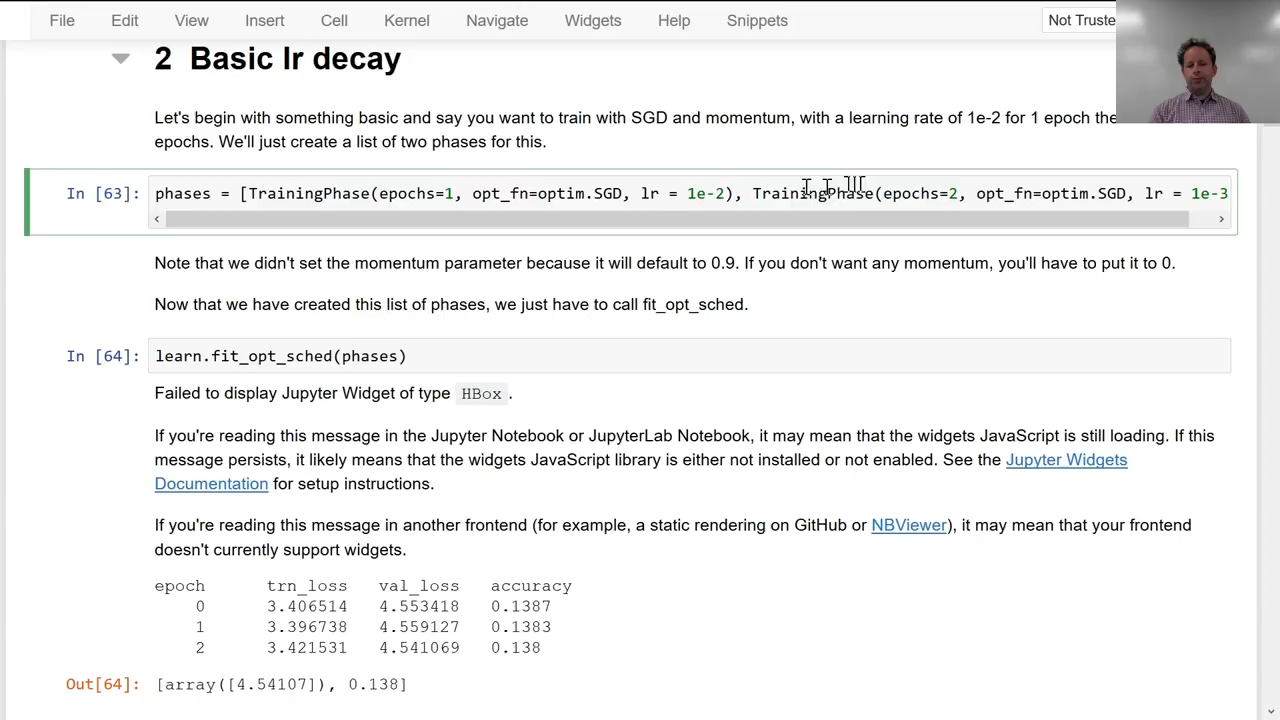 File Edit View Insert Cell Kernel Navigate Widgets Help Snippets Not Truste
2 Basic lr decay
Let's begin with something basic and say you want to train with SGD and momentum, with a learning rate of 1e-2 for 1 epoch the
epochs. We'll just create a list of two phases for this.
In [63]: phases = [TrainingPhase(epochs=1, opt_fn=optim.SGD, lr = 1e-2), TrainingPhase(epochs=2, opt_fn=optim.SGD, lr = 1e-3
Note that we didn't set the momentum parameter because it will default to 0.9. If you don't want any momentum, you'll have to put it to 0.
Now that we have created this list of phases, we just have to call fit_opt_sched.
In [64]: learn.fit_opt_sched(phases)
Failed to display Jupyter Widget of type HBox.
If you're reading this message in the Jupyter Notebook or JupyterLab Notebook, it may mean that the widgets JavaScript is still loading. If this
message persists, it likely means that the widgets JavaScript library is either not installed or not enabled. See the Jupyter Widgets
Documentation for setup instructions.
If you're reading this message in another frontend (for example, a static rendering on GitHub or NBViewer), it may mean that your frontend
doesn't currently support widgets.
epoch trn_loss val_loss accuracy
0 3.406514 4.553418 0.1387
1 3.396738 4.559127 0.1383
2 3.421531 4.541069 0.138
Out[64]: [array([4.54107]), 0.138]